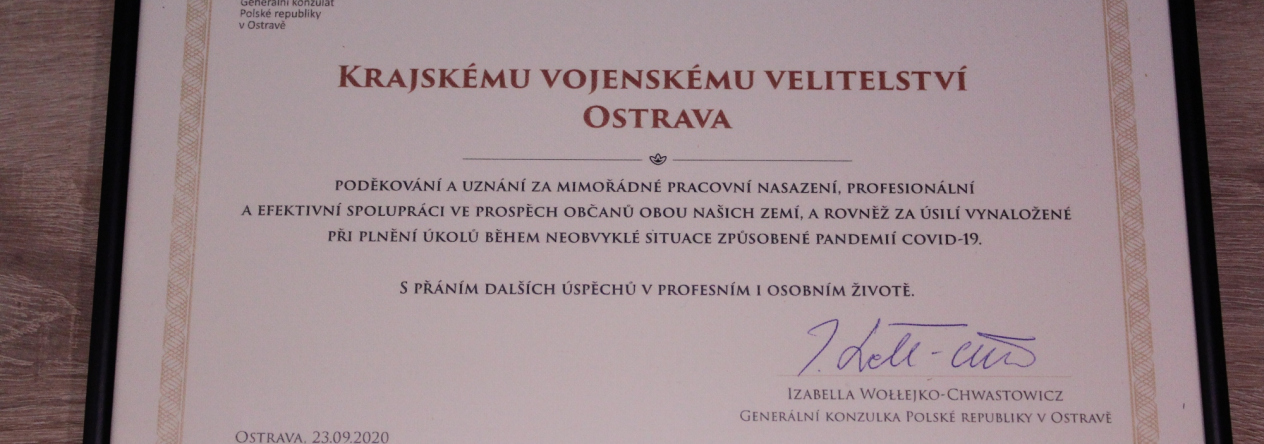 Generální konzulát
Polské republiky
v Ostravě
Krajskému vojenskému velitelství
Ostrava
poděkování a uznání za mimořádné pracovní nasazení, profesionální
a efektivní spolupráci ve prospěch občanů obou našich zemí, a rovněž za úsilí vynaložené
při plnění úkolů během neobvyklé situace způsobené pandemií covid-19.
S přáním dalších úspěchů v profesním i osobním životě.
Izabella Wołłejko-Chwastowicz
Generální konzulka Polské republiky v Ostravě
Ostrava, 23.09.2020